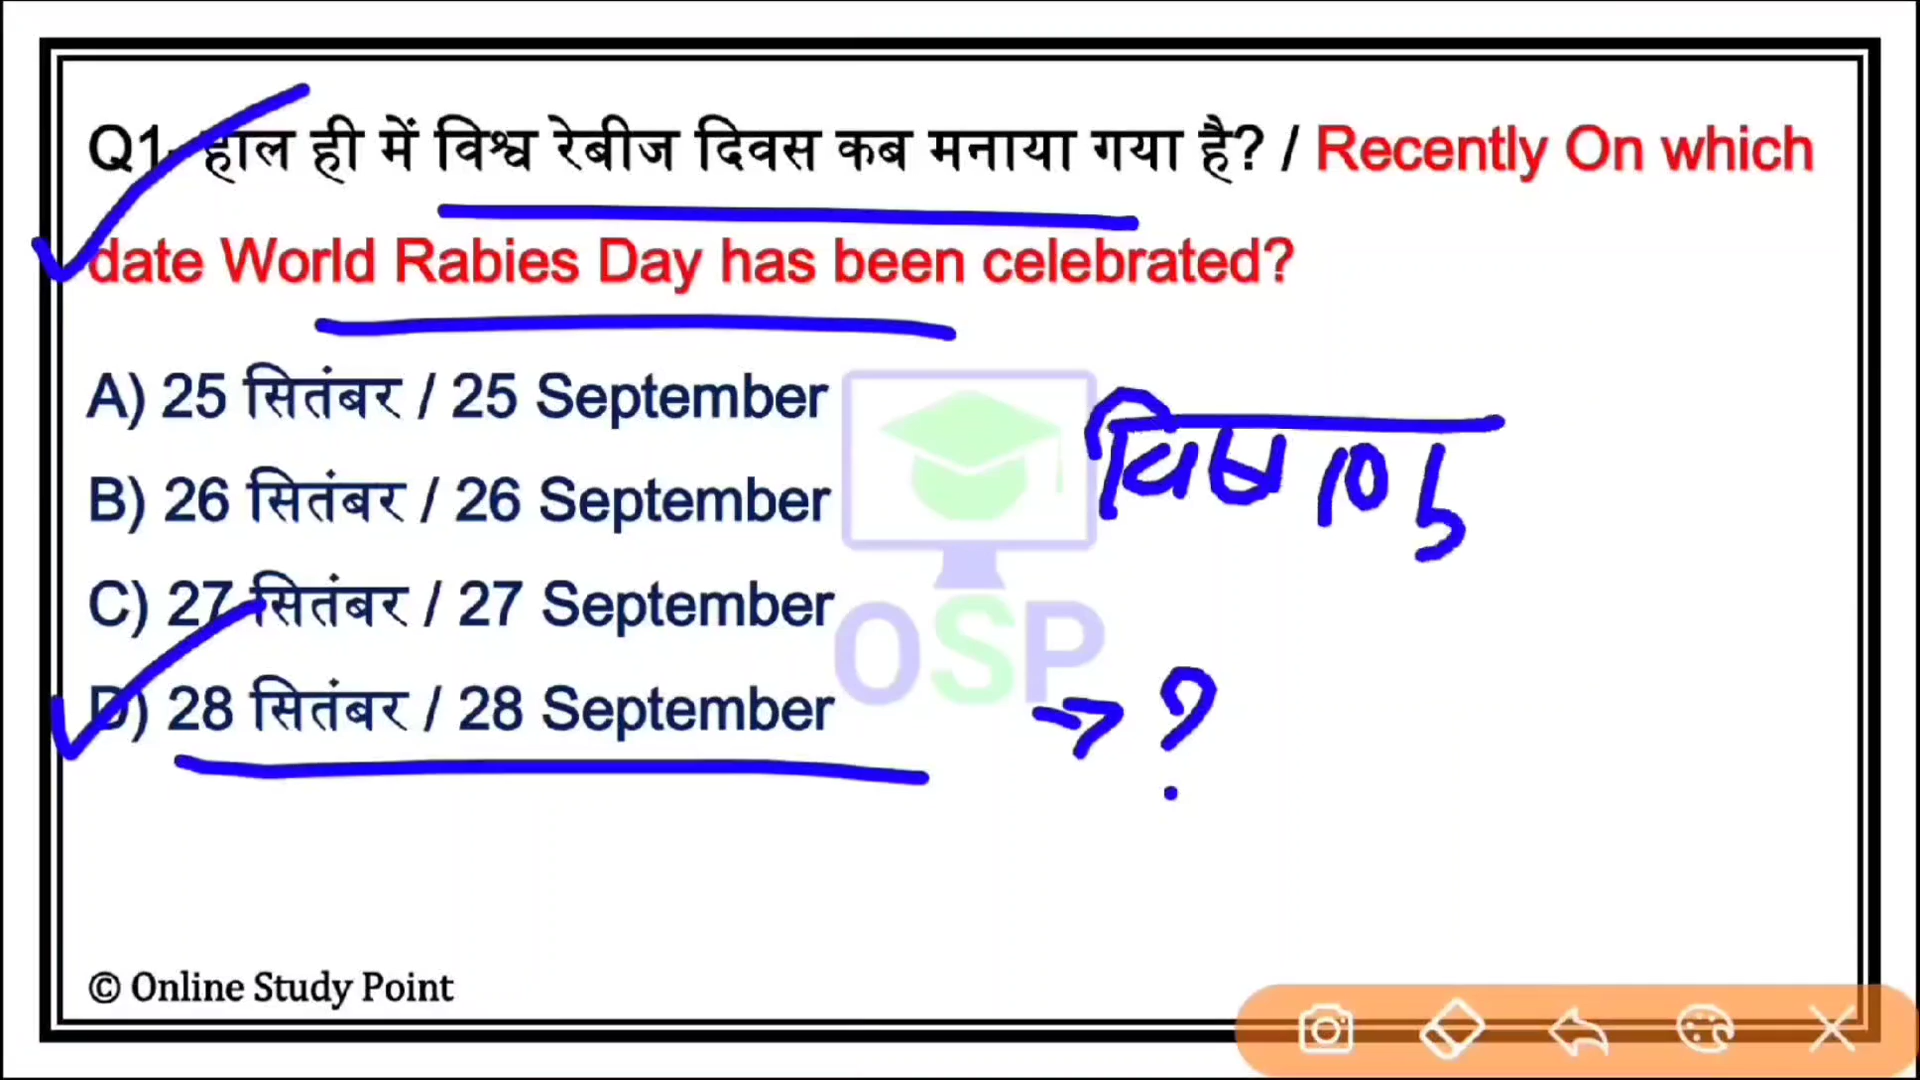 Q1- हाल ही में विश्व रेबीज दिवस कब मनाया गया है? / Recently On which
date World Rabies Day has been celebrated?
A) 25 सितंबर / 25 September
B) 26 सितंबर / 26 September
C) 27 सितंबर / 27 September
D) 28 सितंबर / 28 September
OSP
?
© Online Study Point